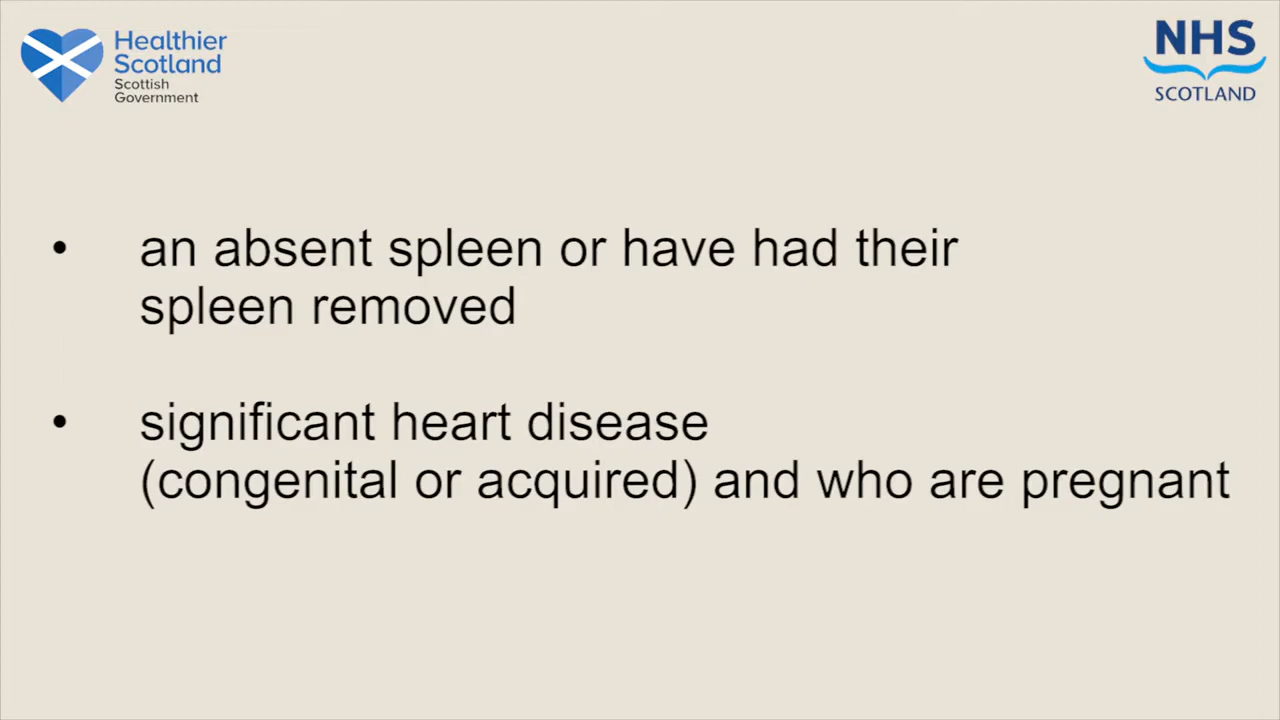 Healthier
Scotland
Scottish
Government
NHS
SCOTLAND
• an absent spleen or have had their
spleen removed
• significant heart disease
(congenital or acquired) and who are pregnant